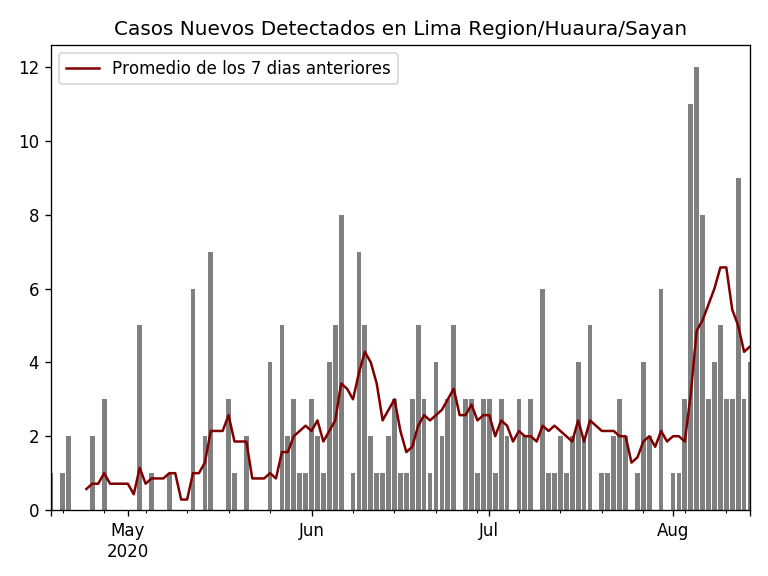 Casos Nuevos Detectados en Lima Region/Huaura/Sayan
Promedio de los 7 dias anteriores
12
10
8
6
4
2
0
May
2020
Jun
Jul
Aug